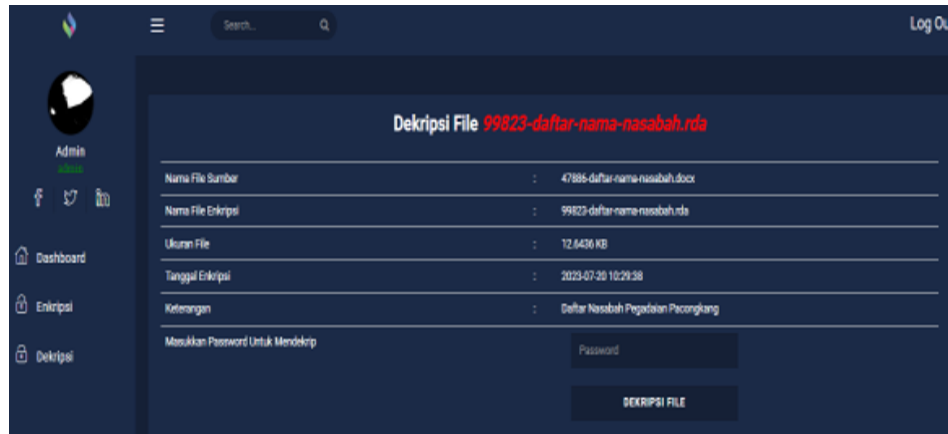 Search...
Log Ou
Admin
admin
Dashboard
Enkripsi
Dekripsi
Dekripsi File 99823-daftar-nama-nasabah.rda
Nama File Sumber : 47886-daftar-nama-nasabah.docx
Nama File Enkripsi : 99823-daftar-nama-nasabah.rda
Ukuran File : 12.6436 KB
Tanggal Enkripsi : 2023-07-20 10:29:38
Keterangan : Daftar Nasabah Pegadaian Pacongkang
Masukkan Password Untuk Mendekrip
Password
DEKRIPSI FILE